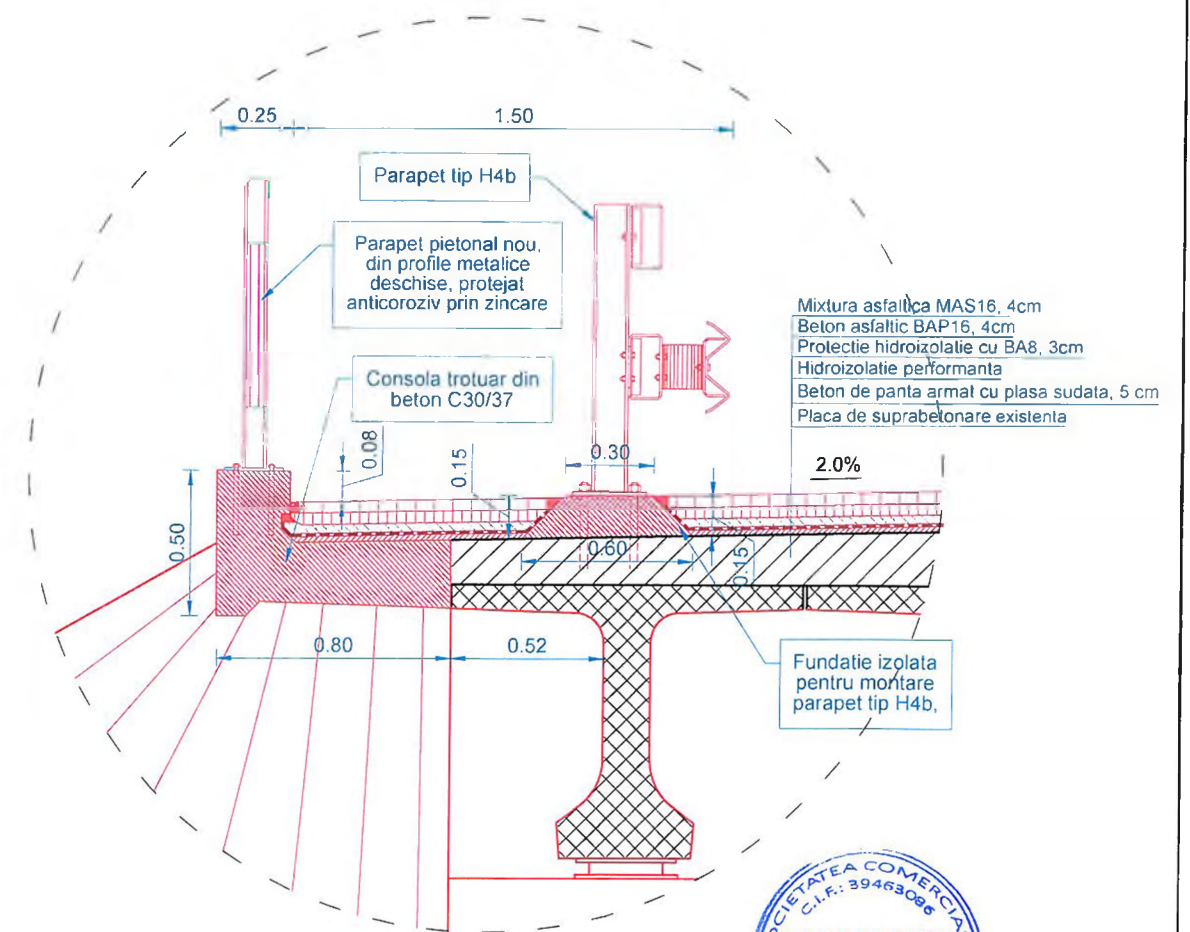 0.25
1.50
Parapet tip H4b
Parapet pietonal nou,
din profile metalice
deschise, protejat
anticoroziv prin zincare
Mixtura asfaltica MAS16, 4cm
Beton asfaltic BAP16, 4cm
Protectie hidroizolatie cu BA8, 3cm
Hidroizolatie performanta
Beton de panta armat cu plasa sudata, 5 cm
Placa de suprabetonare existenta
Consola trotuar din
beton C30/37
0.08
0.15
0.30
2.0%
0.50
0.60
0.15
0.80
0.52
Fundatie izolata
pentru montare
parapet tip H4b,
SOCIETATEA COMERCIA
C.I.F.: 39463086